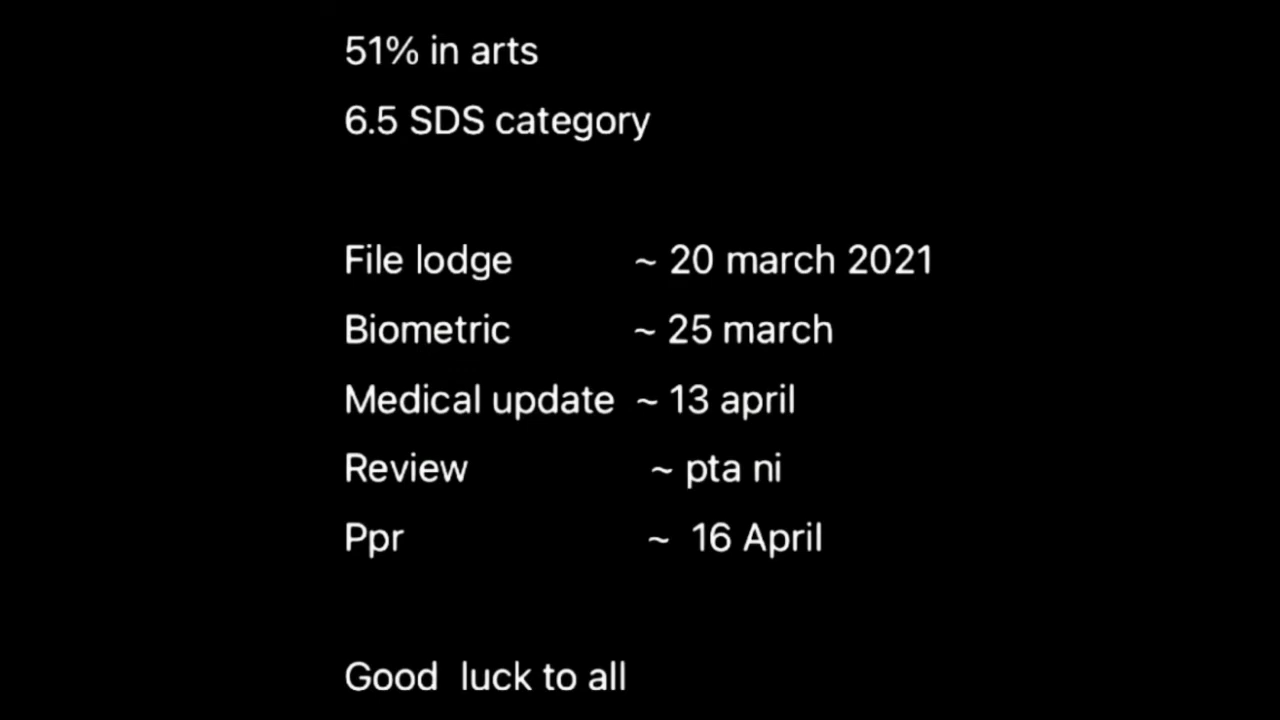 51% in arts
6.5 SDS category
File lodge ~ 20 march 2021
Biometric ~ 25 march
Medical update ~ 13 april
Review ~ pta ni
Ppr ~ 16 April
Good luck to all